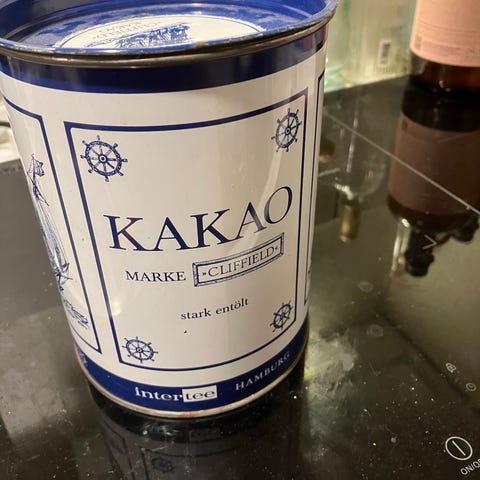 KAKAO
MARKE »CLIFFIELD«
stark entölt
intertee HAMBURG
ON/OFF